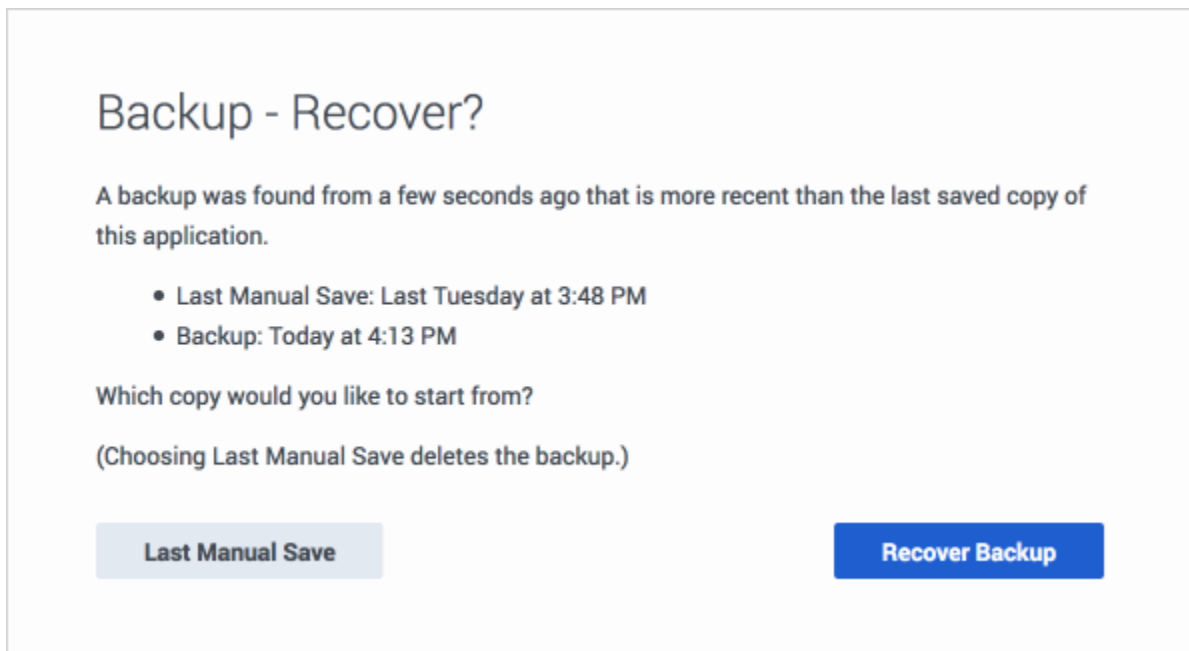 Backup - Recover?
A backup was found from a few seconds ago that is more recent than the last saved copy of
this application.
• Last Manual Save: Last Tuesday at 3:48 PM
• Backup: Today at 4:13 PM
Which copy would you like to start from?
(Choosing Last Manual Save deletes the backup.)
Last Manual Save
Recover Backup